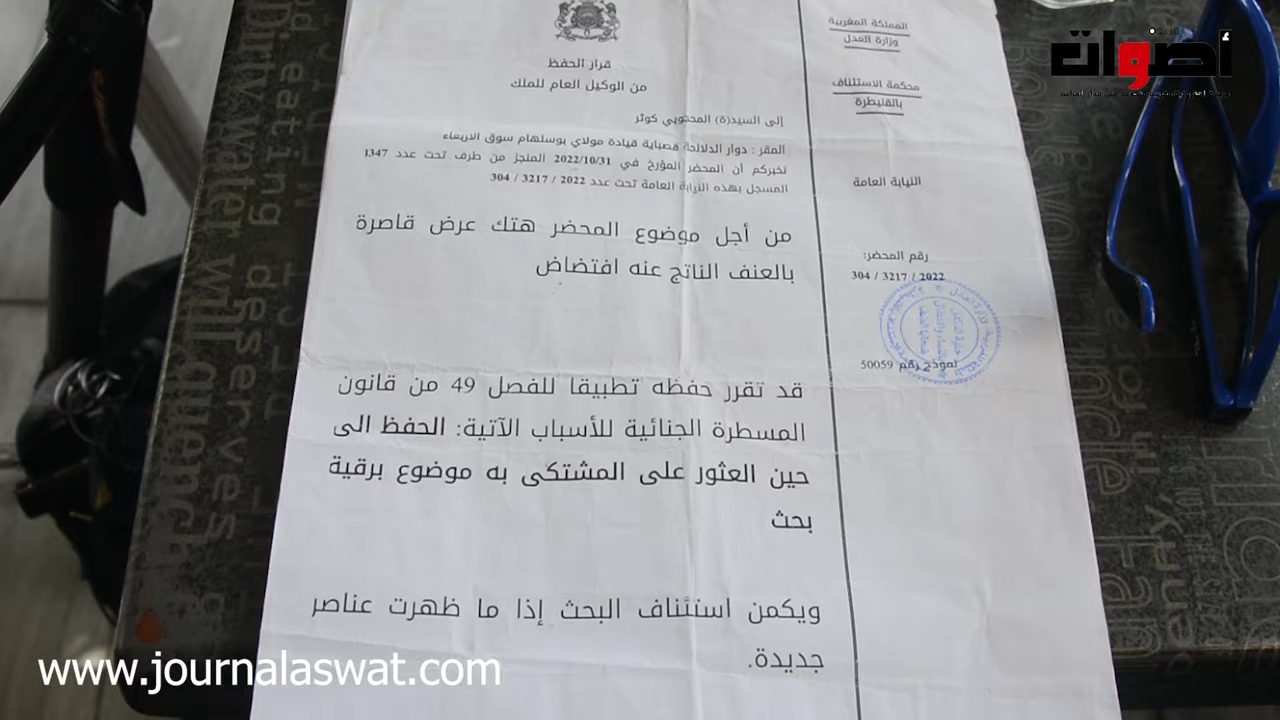 المملكة المغربية
وزارة العدل
محكمة الاستئناف
بالقنيطرة
النيابة العامة
رقم المحضر:
304 / 3217 / 2022
نموذج رقم 50059
قرار الحفظ
من الوكيل العام للملك
إلى السيد(ة) المحجوبي كوثر
المقر : دوار الدلالحة قصباية قيادة مولاي بوسلهام سوق الاربعاء
نخبركم أن المحضر المؤرخ في 2022/10/31 المنجز من طرف تحت عدد 1347
المسجل بهذه النيابة العامة تحت عدد 2022 / 3217 / 304
من أجل موضوع المحضر هتك عرض قاصرة
بالعنف الناتج عنه افتضاض
قد تقرر حفظه تطبيقا للفصل 49 من قانون
المسطرة الجنائية للأسباب الآتية: الحفظ الى
حين العثور على المشتكى به موضوع برقية
بحث
ويكمن استئناف البحث إذا ما ظهرت عناصر
جديدة.
أصوات
www.journalaswat.com